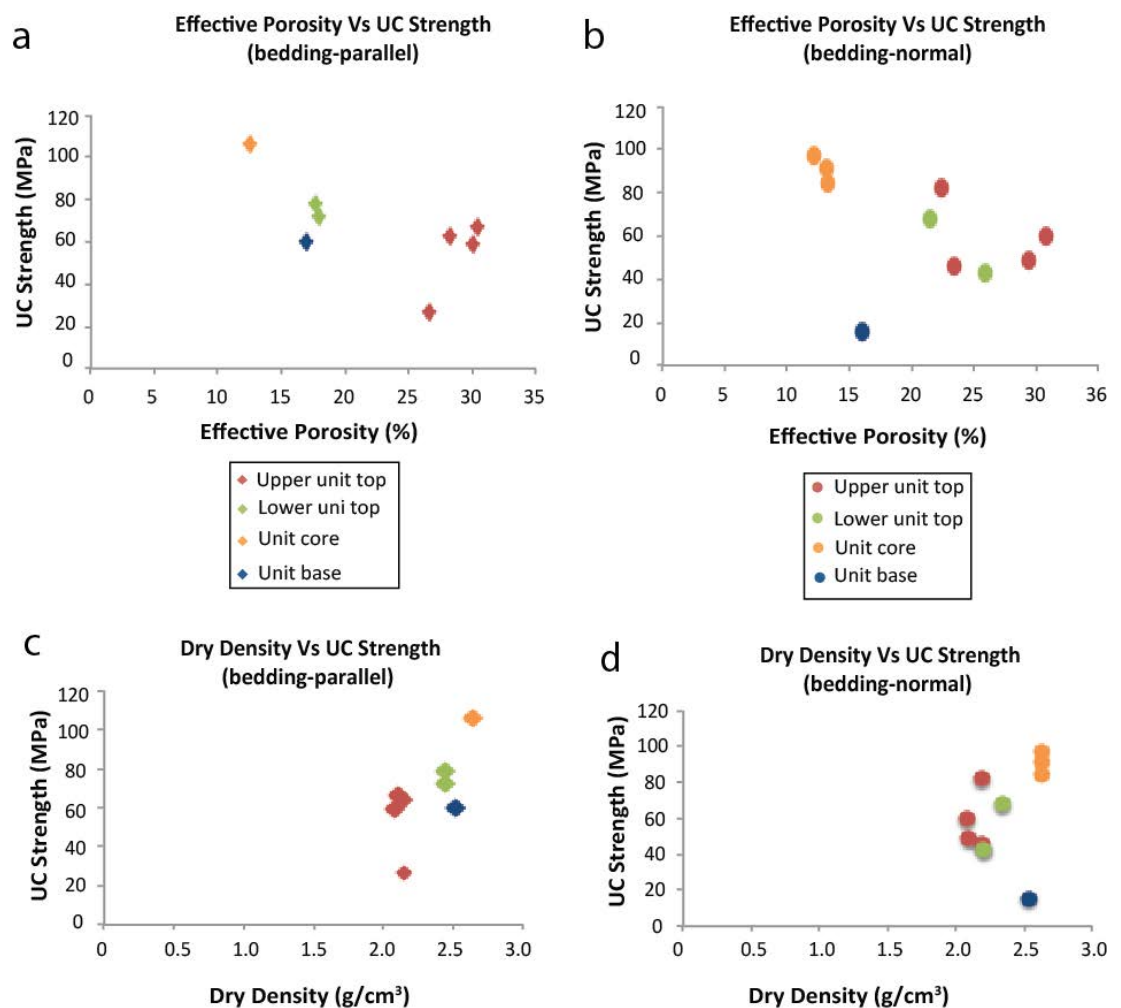 a
Effective Porosity Vs UC Strength
(bedding-parallel)
UC Strength (MPa)
120
100
80
60
40
20
0
0 5 10 15 20 25 30 35
Effective Porosity (%)
Upper unit top
Lower uni top
Unit core
Unit base
b
Effective Porosity Vs UC Strength
(bedding-normal)
UC Strength (MPa)
120
100
80
60
40
20
0
0 5 10 15 21 25 30 36
Effective Porosity (%)
Upper unit top
Lower unit top
Unit core
Unit base
c
Dry Density Vs UC Strength
(bedding-parallel)
UC Strength (MPa)
120
100
80
60
40
20
0
0 0.5 1.0 1.5 2.0 2.5 3.0
Dry Density (g/cm³)
d
Dry Density Vs UC Strength
(bedding-normal)
UC Strength (MPa)
120
100
80
60
40
20
0
0 0.5 1.0 1.5 2.0 2.5 3.0
Dry Density (g/cm³)